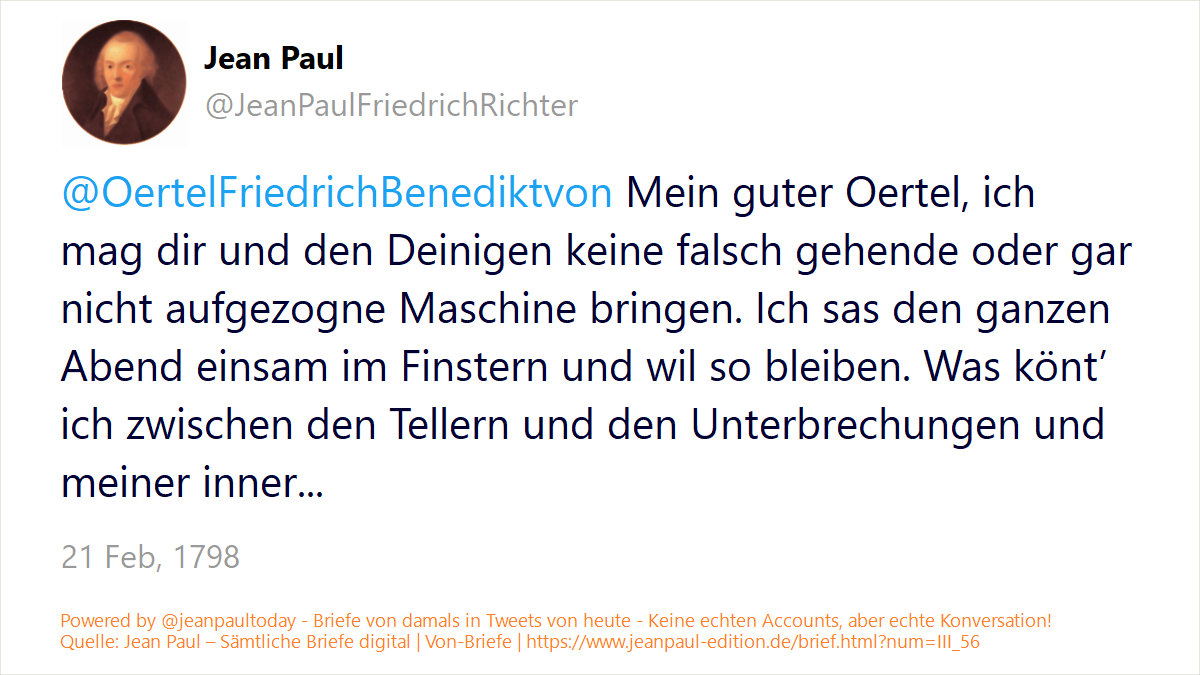 Jean Paul
@JeanPaulFriedrichRichter
@OertelFriedrichBenediktvon Mein guter Oertel, ich
mag dir und den Deinigen keine falsch gehende oder gar
nicht aufgezogne Maschine bringen. Ich sas den ganzen
Abend einsam im Finstern und wil so bleiben. Was könt’
ich zwischen den Tellern und den Unterbrechungen und
meiner inner...
21 Feb, 1798
Powered by @jeanpaultoday - Briefe von damals in Tweets von heute - Keine echten Accounts, aber echte Konversation!
Quelle: Jean Paul – Sämtliche Briefe digital | Von-Briefe | https://www.jeanpaul-edition.de/brief.html?num=III_56